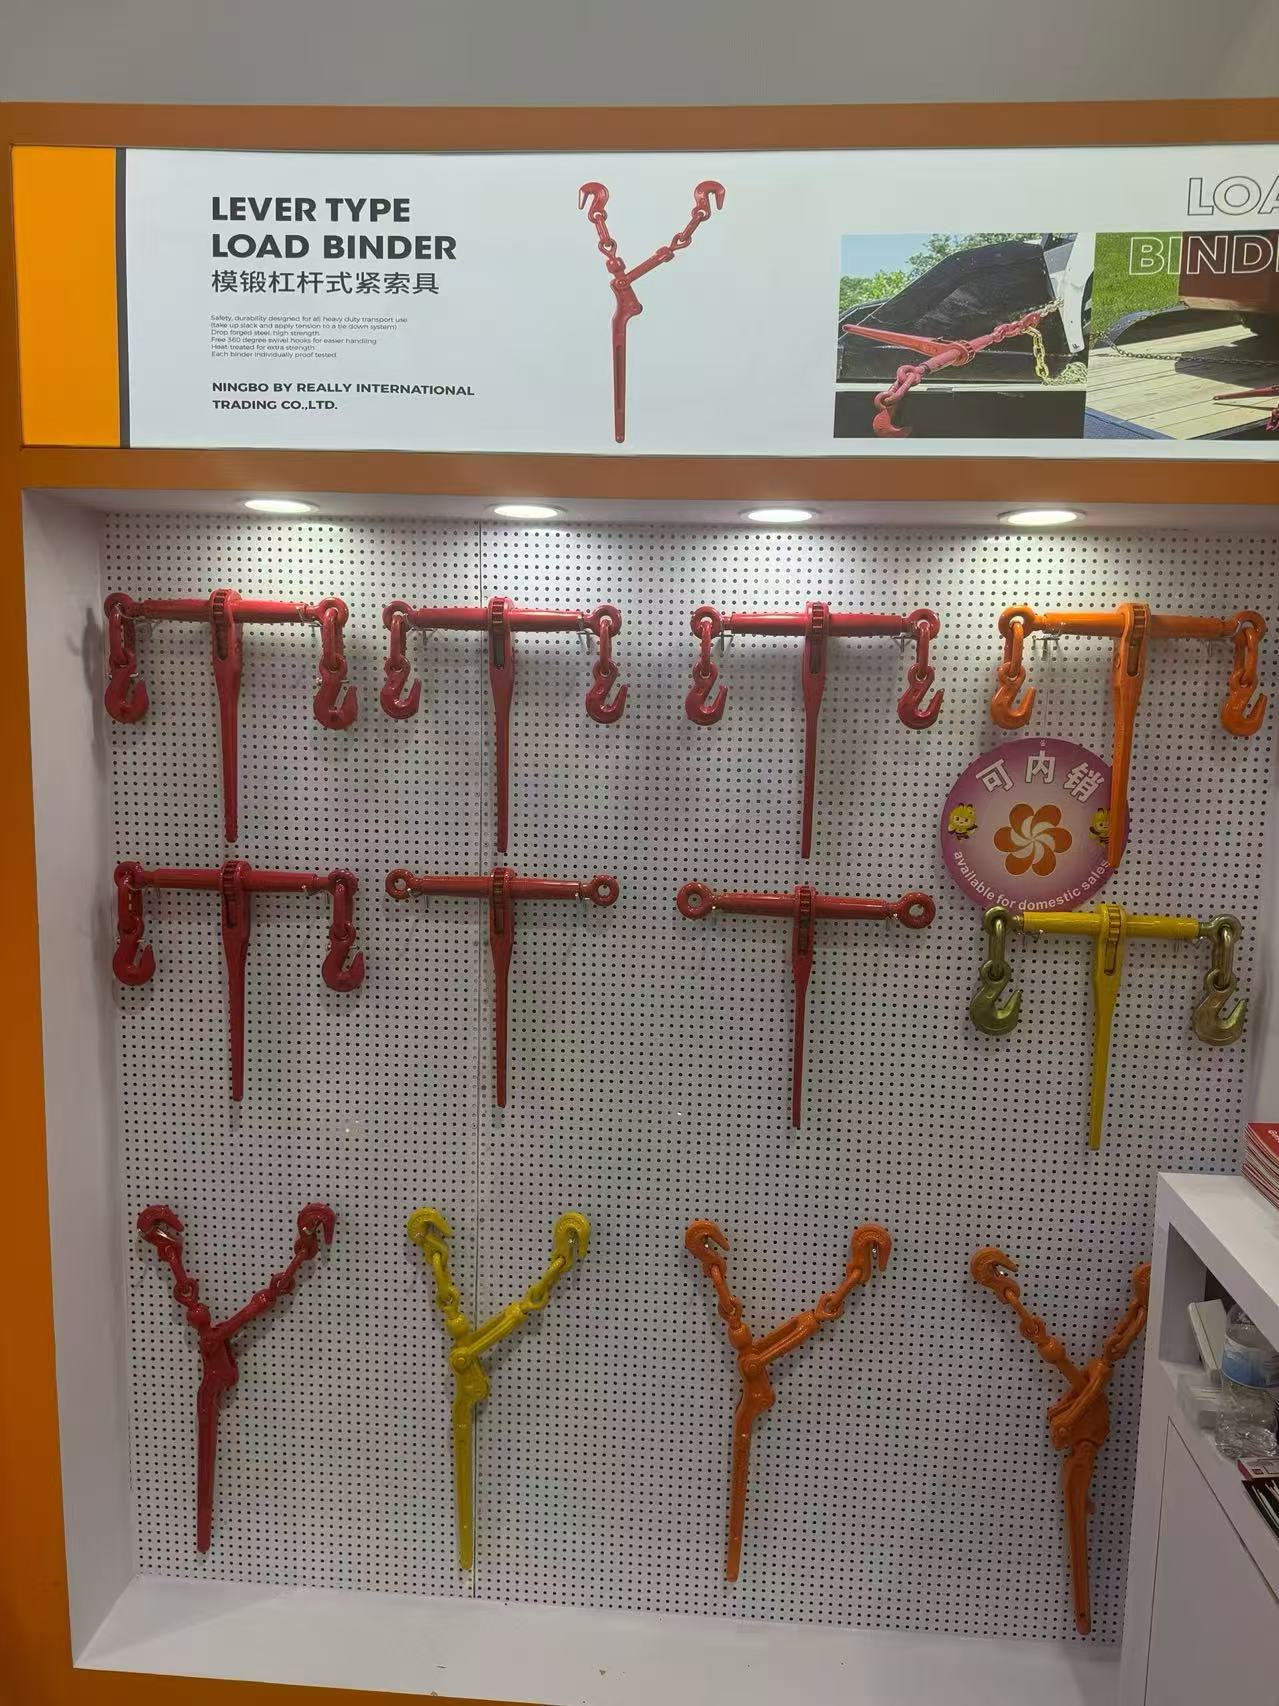 LEVER TYPE
LOAD BINDER
模锻杠杆式紧索具
Safety, durability designed for all heavy duty transport use
(take up slack and apply tension to a tie down system)
Drop forged steel, high strength.
Free 360 degree swivel hooks for easier handling
Heat-treated for extra strength
Each binder individually proof tested.
NINGBO BY REALLY INTERNATIONAL
TRADING CO.,LTD.
LOA
BINDE
可内销
available for domestic sales